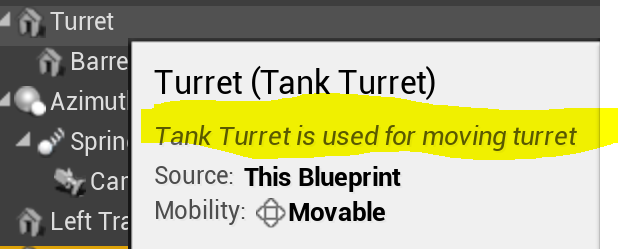 Turret
Barre
Azimut
Sprin
Car
Left Tra
Turret (Tank Turret)
Tank Turret is used for moving turret
Source: This Blueprint
Mobility: Movable